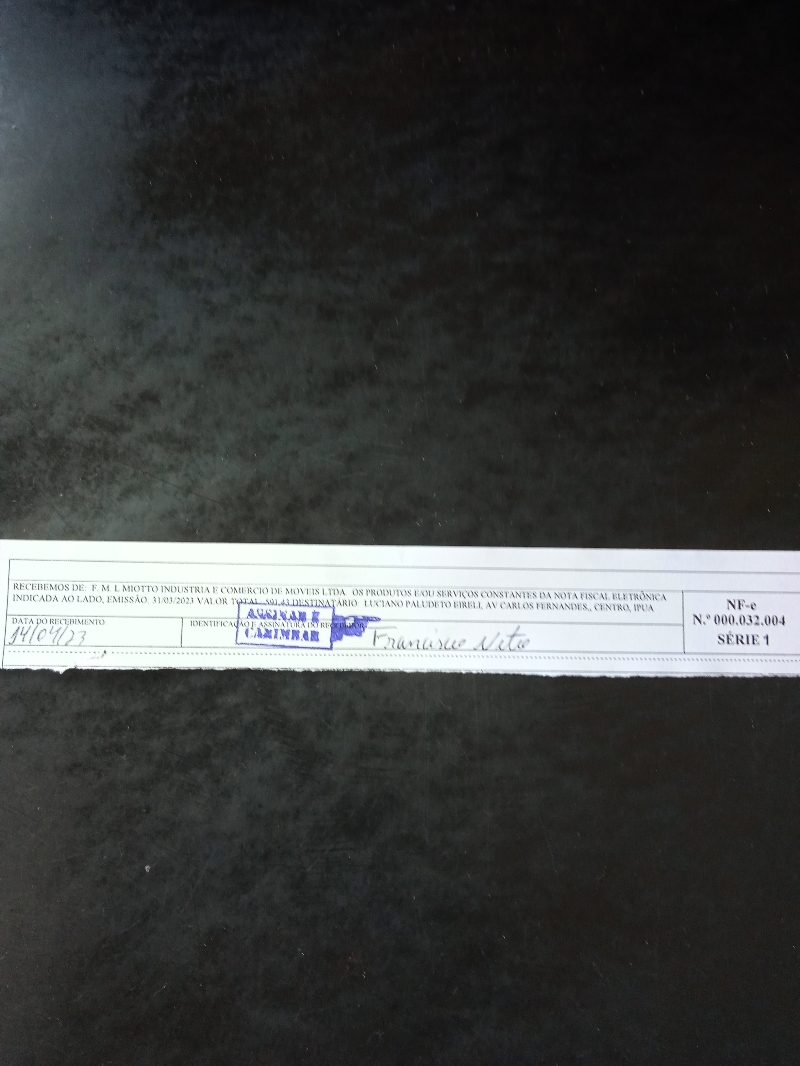 RECEBEMOS DE: F. M. L MIOTTO INDUSTRIA E COMERCIO DE MOVEIS LTDA OS PRODUTOS E/OU SERVIÇOS CONSTANTES DA NOTA FISCAL ELETRÔNICA
INDICADA AO LADO, EMISSÃO: 31/03/2023 VALOR TOTAL: 501,43 DESTINATÁRIO: LUCIANO PALUDETO EIRELI, AV CARLOS FERNANDES., CENTRO, IPUA
DATA DO RECEBIMENTO
14/04/23
IDENTIFICAÇÃO E ASSINATURA DO RECEBEDOR
ASSINAR E
CARIMBAR
Francisco Neto
NF-e
N.º 000.032.004
SÉRIE 1